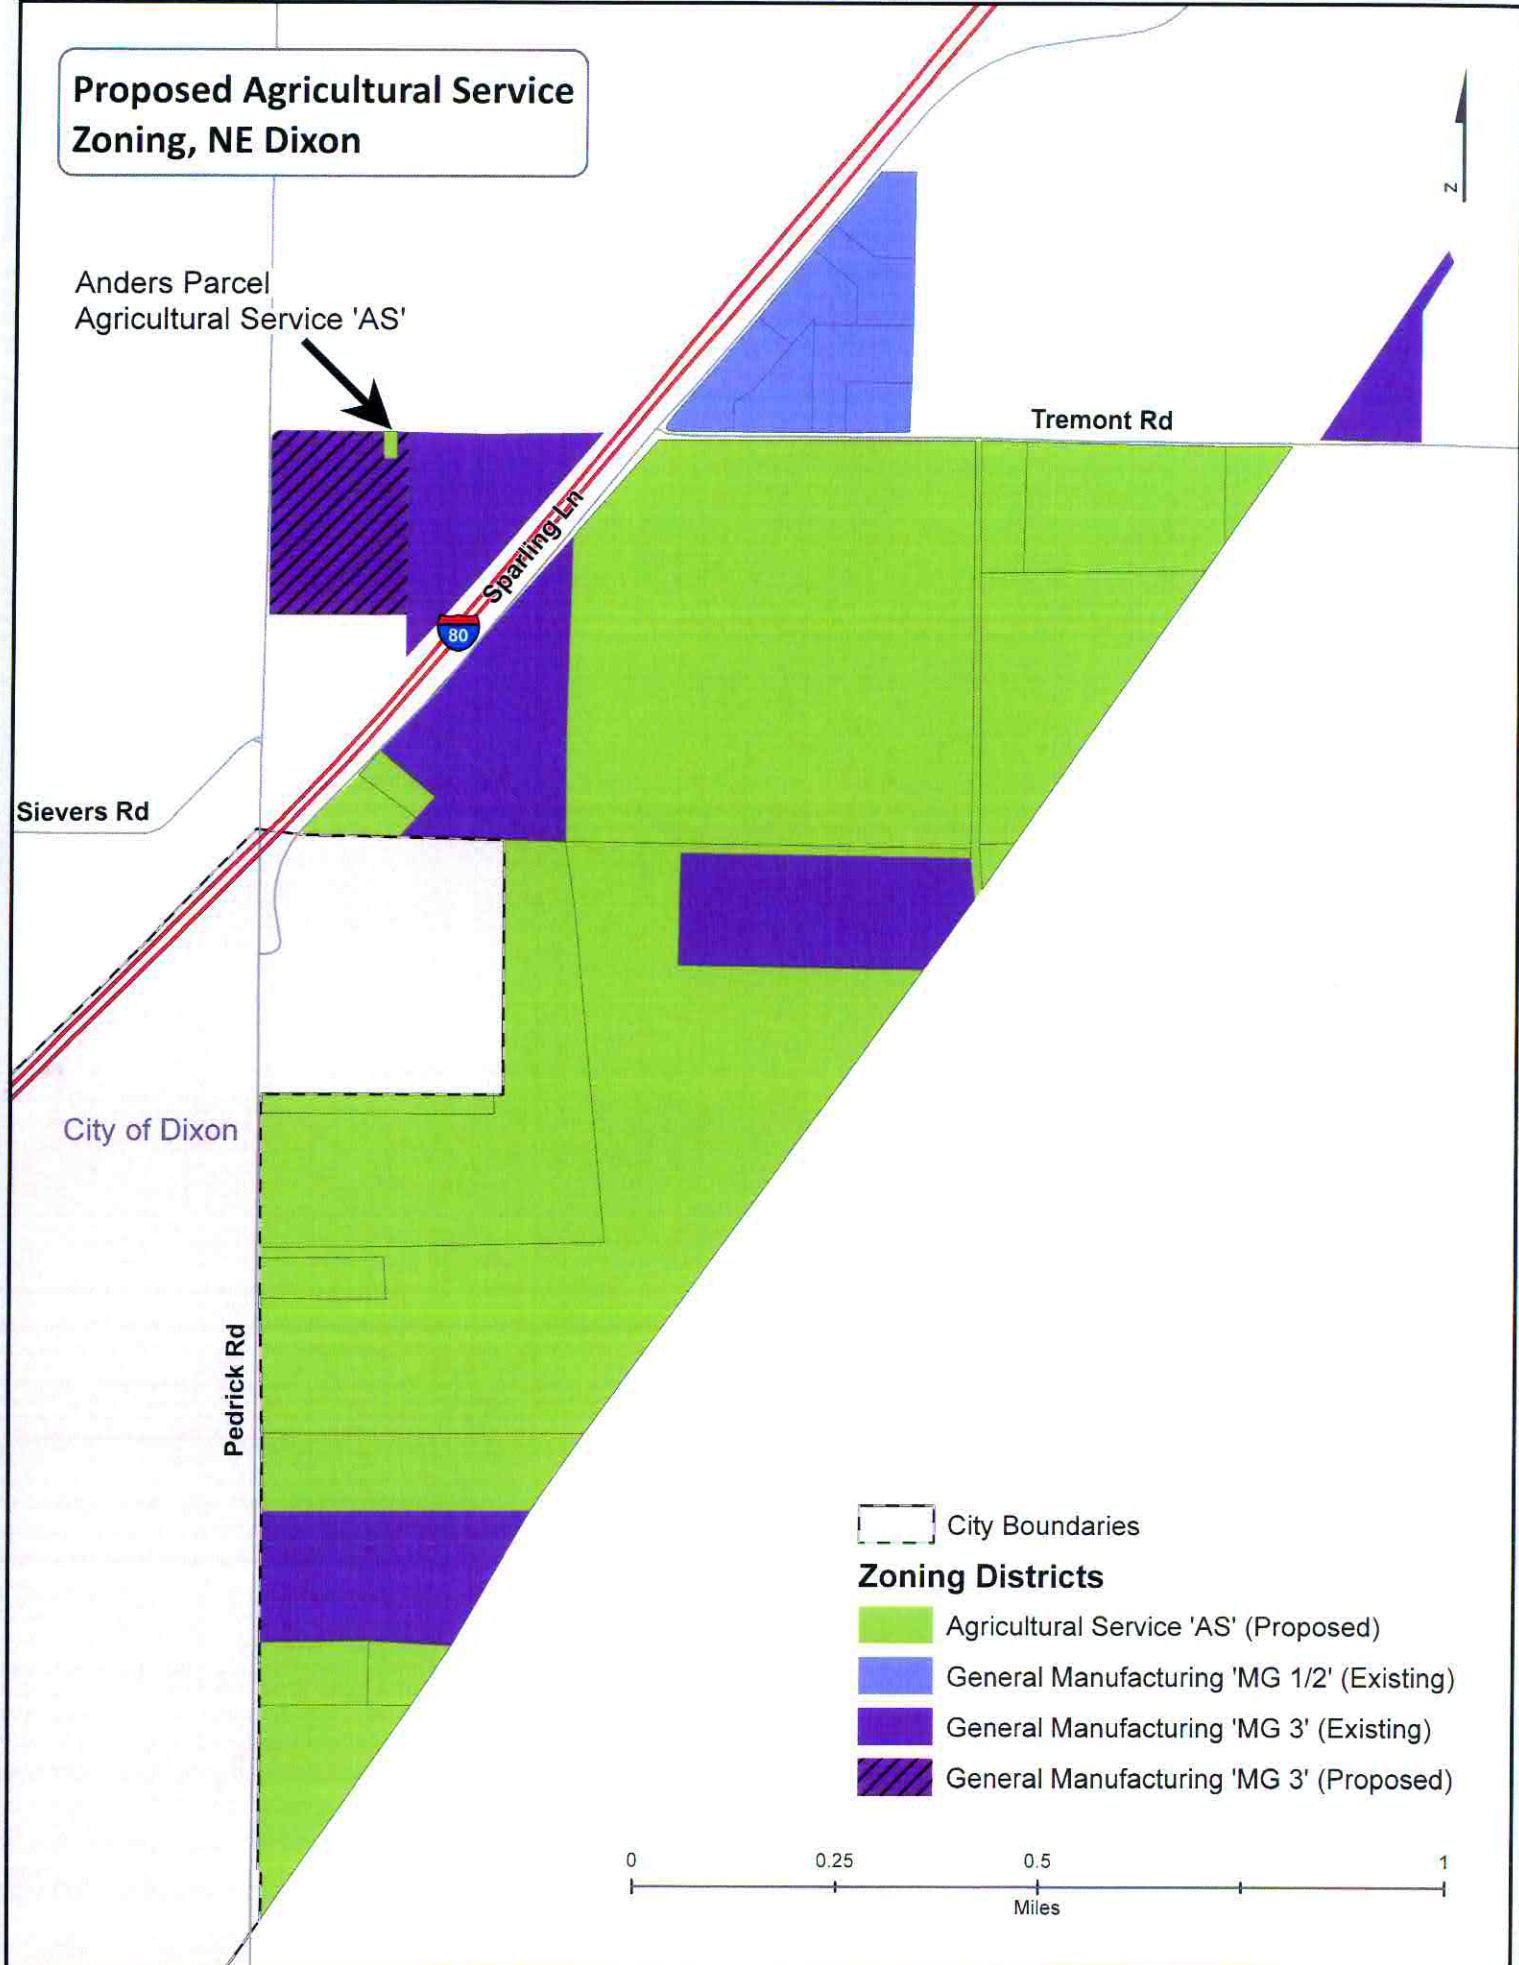 Proposed Agricultural Service
Zoning, NE Dixon
Anders Parcel
Agricultural Service 'AS'
N
Tremont Rd
Sparling Ln
80
Sievers Rd
City of Dixon
Pedrick Rd
City Boundaries
Zoning Districts
Agricultural Service 'AS' (Proposed)
General Manufacturing 'MG 1/2' (Existing)
General Manufacturing 'MG 3' (Existing)
General Manufacturing 'MG 3' (Proposed)
0 0.25 0.5 1
Miles